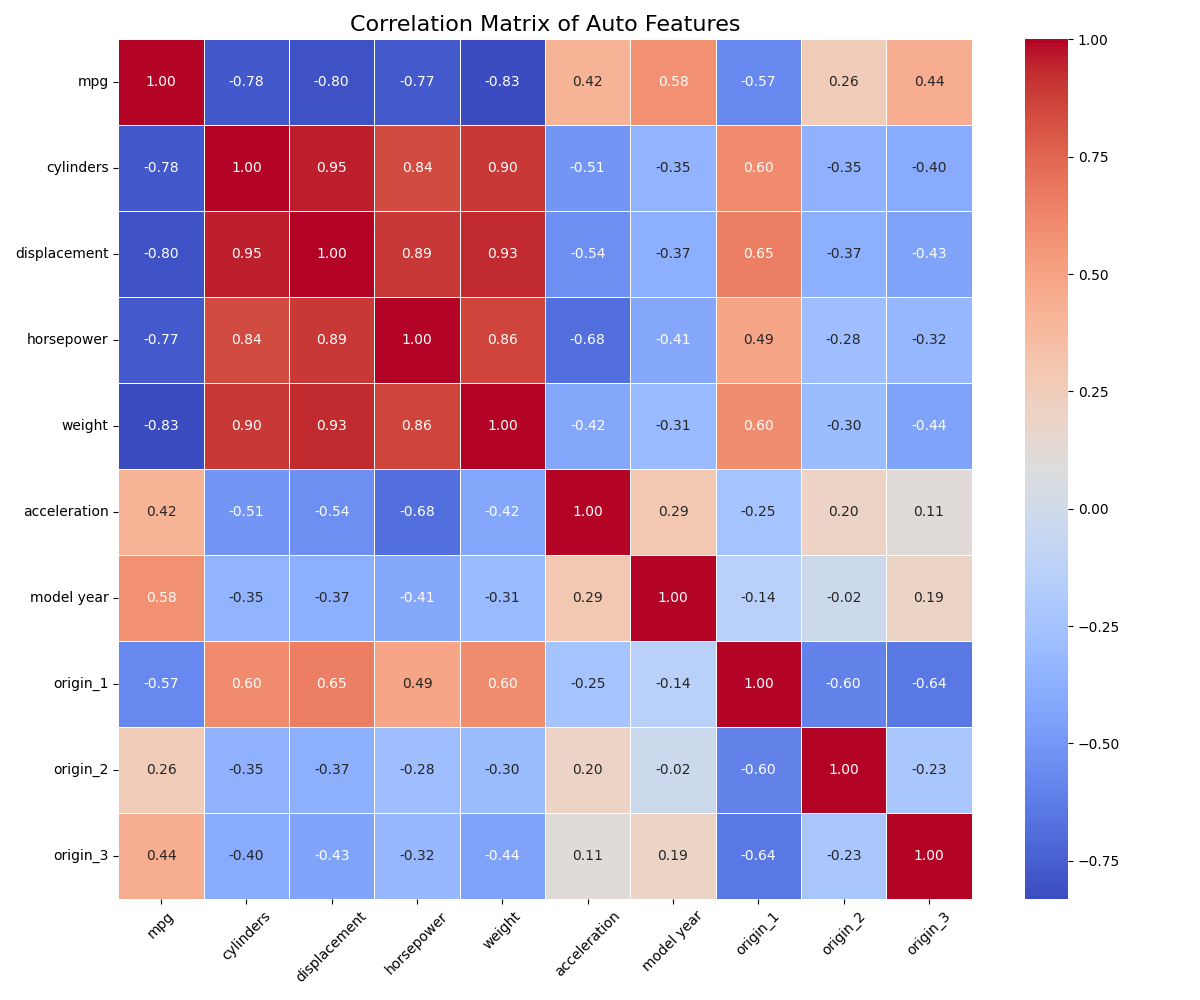 Correlation Matrix of Auto Features
mpg 1.00 -0.78 -0.80 -0.77 -0.83 0.42 0.58 -0.57 0.26 0.44
cylinders -0.78 1.00 0.95 0.84 0.90 -0.51 -0.35 0.60 -0.35 -0.40
displacement -0.80 0.95 1.00 0.89 0.93 -0.54 -0.37 0.65 -0.37 -0.43
horsepower -0.77 0.84 0.89 1.00 0.86 -0.68 -0.41 0.49 -0.28 -0.32
weight -0.83 0.90 0.93 0.86 1.00 -0.42 -0.31 0.60 -0.30 -0.44
acceleration 0.42 -0.51 -0.54 -0.68 -0.42 1.00 0.29 -0.25 0.20 0.11
model year 0.58 -0.35 -0.37 -0.41 -0.31 0.29 1.00 -0.14 -0.02 0.19
origin_1 -0.57 0.60 0.65 0.49 0.60 -0.25 -0.14 1.00 -0.60 -0.64
origin_2 0.26 -0.35 -0.37 -0.28 -0.30 0.20 -0.02 -0.60 1.00 -0.23
origin_3 0.44 -0.40 -0.43 -0.32 -0.44 0.11 0.19 -0.64 -0.23 1.00
mpg cylinders displacement horsepower weight acceleration model year origin_1 origin_2 origin_3
1.00
0.75
0.50
0.25
0.00
−0.25
−0.50
−0.75